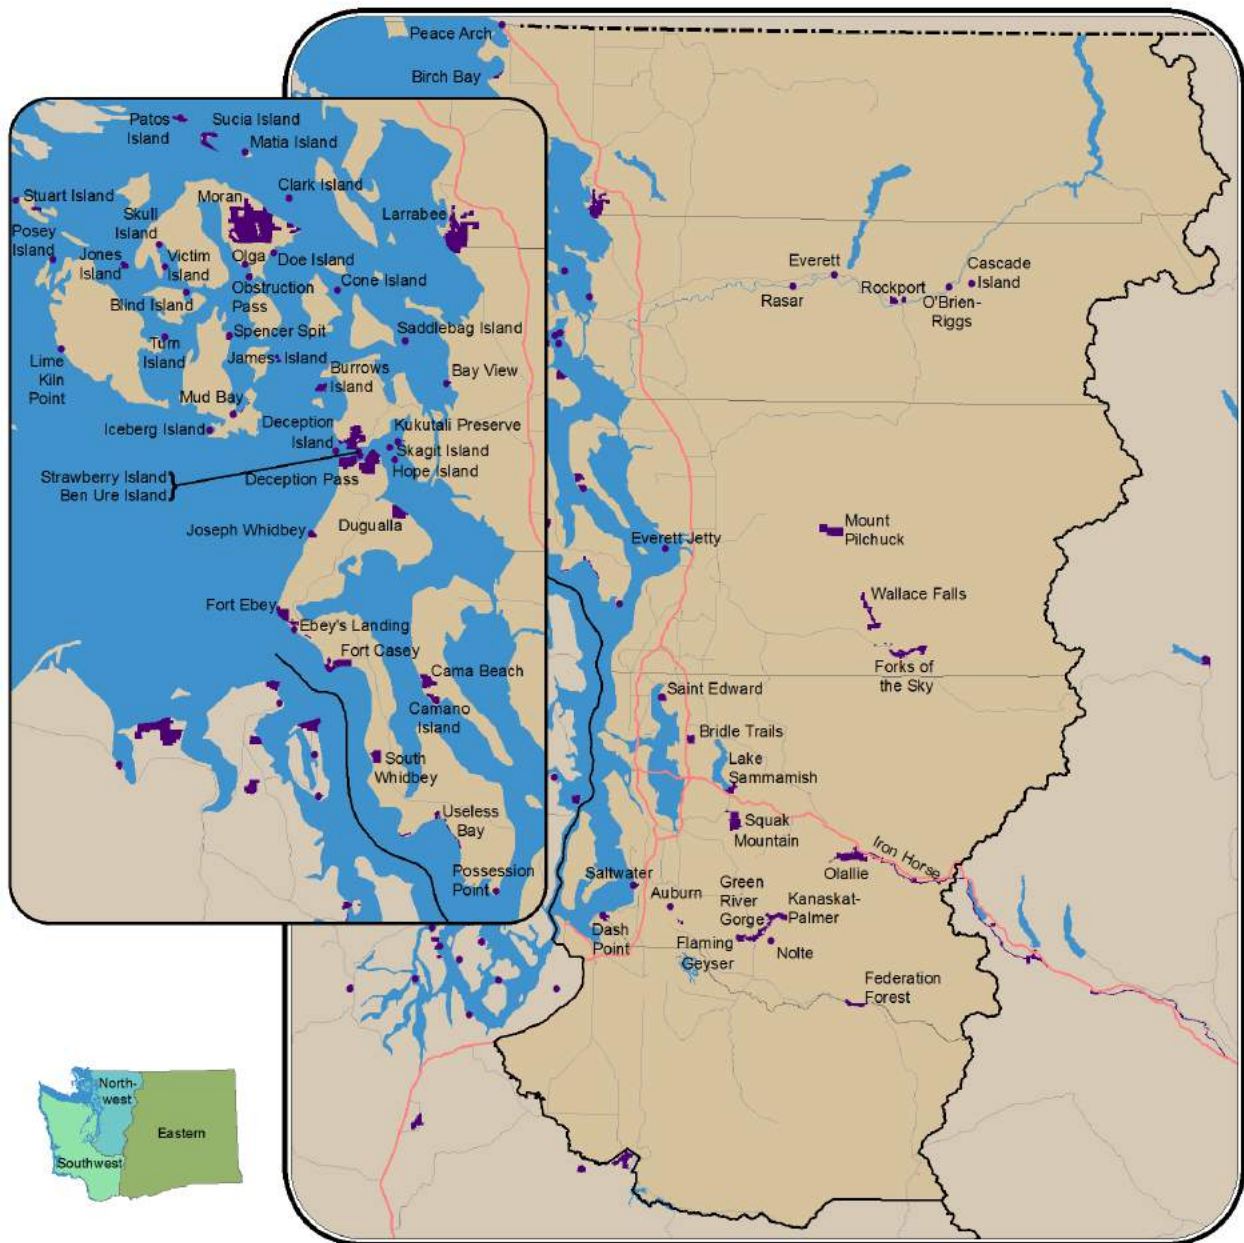 Peace Arch
Birch Bay
Patos
Island
Sucia Island
Matia Island
Stuart Island
Skull
Island
Moran
Clark Island
Larrabee
Posey
Island
Jones
Island
Victim
Island
Olga
Doe Island
Blind Island
Obstruction
Pass
Cone Island
Spencer Spit
Saddlebag Island
Lime
Kiln
Point
Turn
Island
James Island
Burrows
Island
Bay View
Mud Bay
Iceberg Island
Deception
Island
Kukutali Preserve
Skagit Island
Hope Island
Strawberry Island
Ben Ure Island
Deception Pass
Joseph Whidbey
Dugualla
Fort Ebey
Ebey's Landing
Fort Casey
Cama Beach
Camano
Island
South
Whidbey
Useless
Bay
Possession
Point
Everett
Rasar
Rockport
Cascade
Island
O'Brien-
Riggs
Everett Jetty
Mount
Pilchuck
Wallace Falls
Forks of
the Sky
Saint Edward
Bridle Trails
Lake
Sammamish
Squak
Mountain
Iron Horse
Olallie
Saltwater
Auburn
Green
River
Gorge
Kanaskat-
Palmer
Dash
Point
Flaming
Geyser
Nolte
Federation
Forest
North-
west
Eastern
Southwest